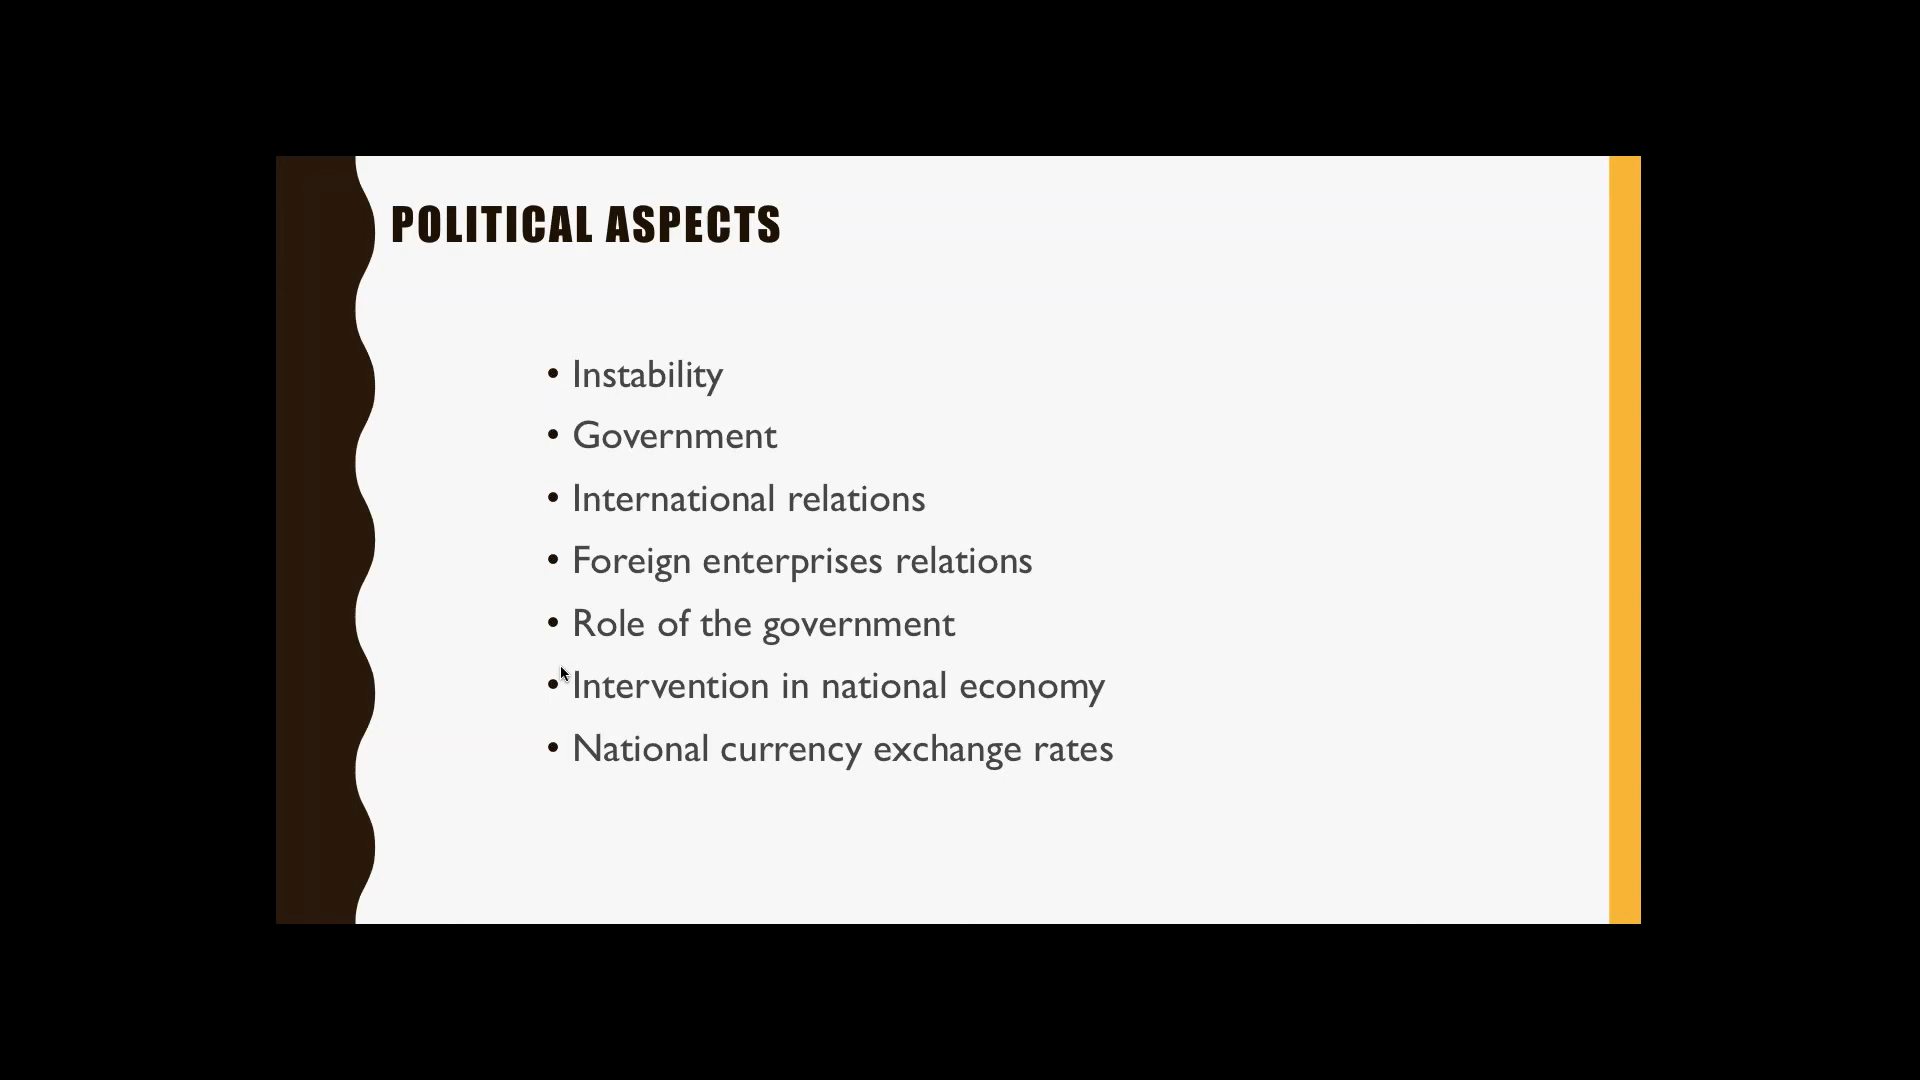 POLITICAL ASPECTS
• Instability
• Government
• International relations
• Foreign enterprises relations
• Role of the government
• Intervention in national economy
• National currency exchange rates